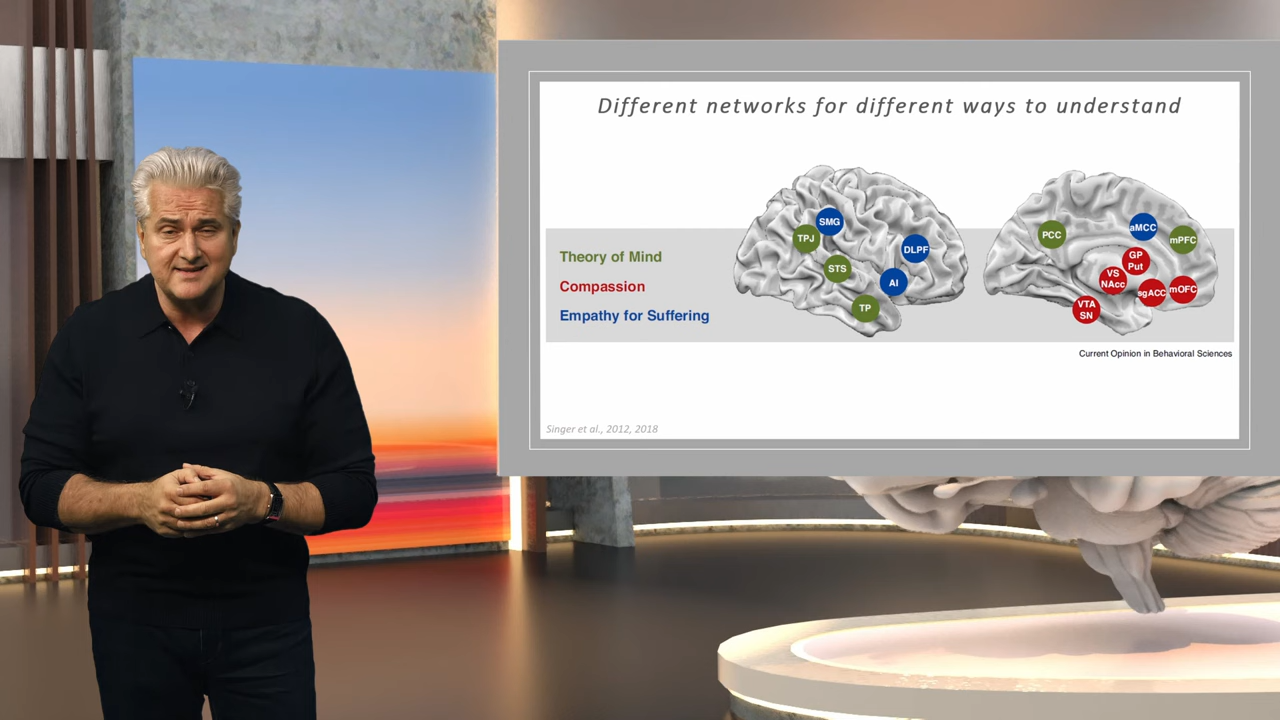 Different networks for different ways to understand
Theory of Mind
Compassion
Empathy for Suffering
SMG
TPJ
DLPF
STS
AI
TP
PCC
aMCC
mPFC
GP
Put
VS
NAcc
sgACC
mOFC
VTA
SN
Current Opinion in Behavioral Sciences
Singer et al., 2012, 2018